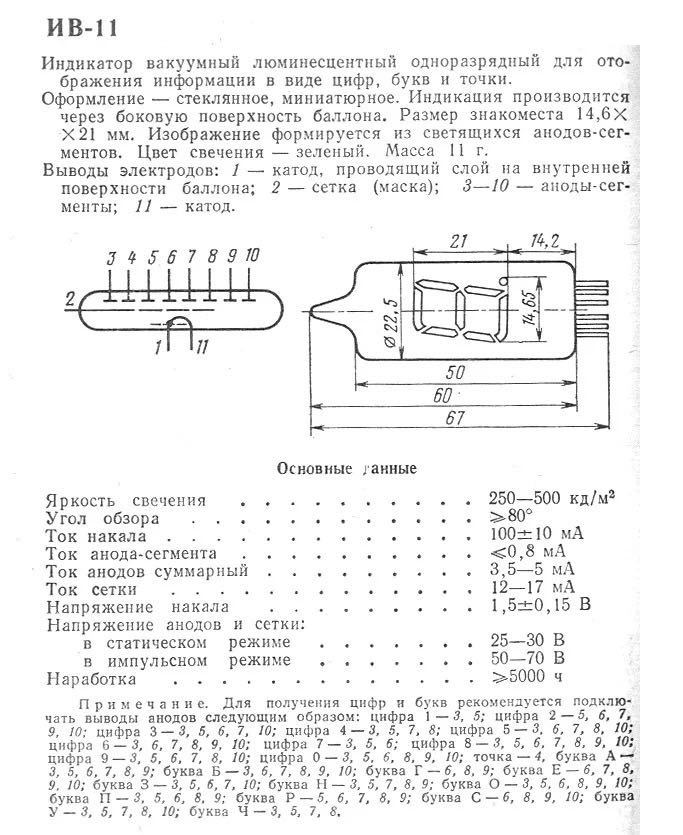 ИВ-11
Индикатор вакуумный люминесцентный одноразрядный для ото-
бражения информации в виде цифр, букв и точки.
Оформление — стеклянное, миниатюрное. Индикация производится
через боковую поверхность баллона. Размер знакоместа 14,6×
×21 мм. Изображение формируется из светящихся анодов-сег-
ментов. Цвет свечения — зеленый. Масса 11 г.
Выводы электродов: 1 — катод, проводящий слой на внутренней
поверхности баллона; 2 — сетка (маска); 3—10 — аноды-сег-
менты; 11 — катод.
3 4 5 6 7 8 9 10
2
1 11
21 14,2
Ø 22,5
14,65
50
60
67
Основные данные
Яркость свечения . . . . . . . . . . 250—500 кд/м²
Угол обзора . . . . . . . . . . . . ⩾80°
Ток накала . . . . . . . . . . . . . 100±10 мА
Ток анода-сегмента . . . . . . . . . . ⩽0,8 мА
Ток анодов суммарный . . . . . . . . . 3,5—5 мА
Ток сетки . . . . . . . . . . . . . 12—17 мА
Напряжение накала . . . . . . . . . . 1,5±0,15 В
Напряжение анодов и сетки:
в статическом режиме . . . . . . . 25—30 В
в импульсном режиме . . . . . . . 50—70 В
Наработка . . . . . . . . . . . . . ⩾5000 ч
Примечание. Для получения цифр и букв рекомендуется подклю-
чать выводы анодов следующим образом: цифра 1—3, 5; цифра 2—5, 6, 7,
9, 10; цифра 3—3, 5, 6, 7, 10; цифра 4—3, 5, 7, 8; цифра 5—3, 6, 7, 8, 10;
цифра 6—3, 6, 7, 8, 9, 10; цифра 7—3, 5, 6; цифра 8—3, 5, 6, 7, 8, 9, 10;
цифра 9—3, 5, 6, 7, 8, 10; цифра 0—3, 5, 6, 8, 9, 10; точка—4, буква А—
3, 5, 6, 7, 8, 9; буква Б—3, 6, 7, 8, 9, 10; буква Г—6, 8, 9; буква Е—6, 7, 8,
9, 10; буква З—3, 5, 6, 7, 10; буква Н—3, 5, 7, 8, 9; буква О—3, 5, 6, 8, 9, 10;
буква П—3, 5, 6, 8, 9; буква Р—5, 6, 7, 8, 9; буква С—6, 8, 9, 10; буква
У—3, 5, 7, 8, 10; буква Ч—3, 5, 7, 8.